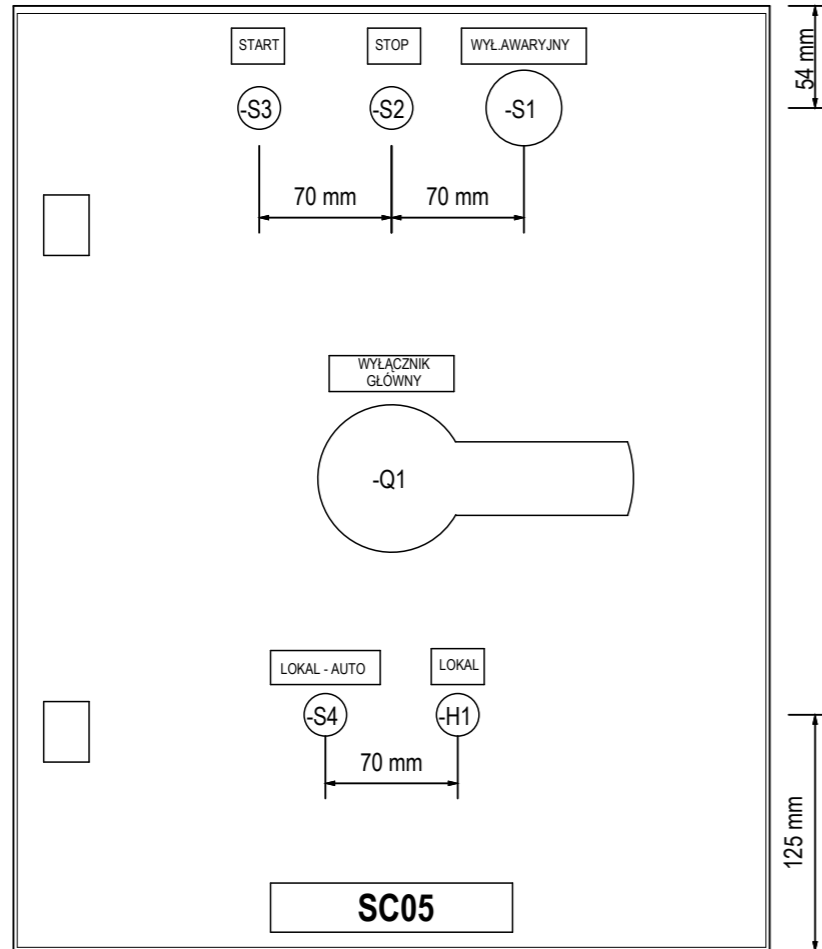 START
STOP
WYŁ.AWARYJNY
54 mm
-S3
-S2
-S1
70 mm
70 mm
WYŁĄCZNIK
GŁÓWNY
-Q1
LOKAL - AUTO
LOKAL
-S4
-H1
70 mm
125 mm
SC05